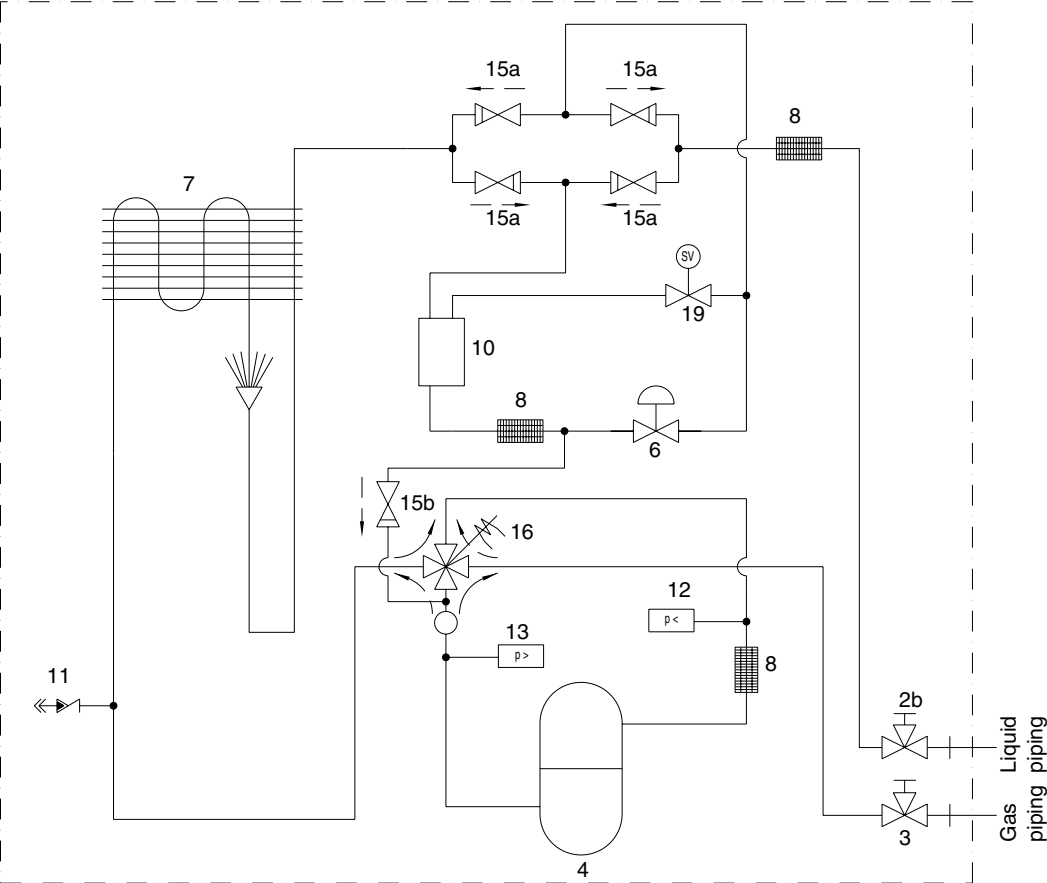 15a
15a
8
7
15a
15a
SV
19
10
8
6
15b
16
12
p <
13
p >
8
11
2b
Liquid piping
Gas piping
3
4